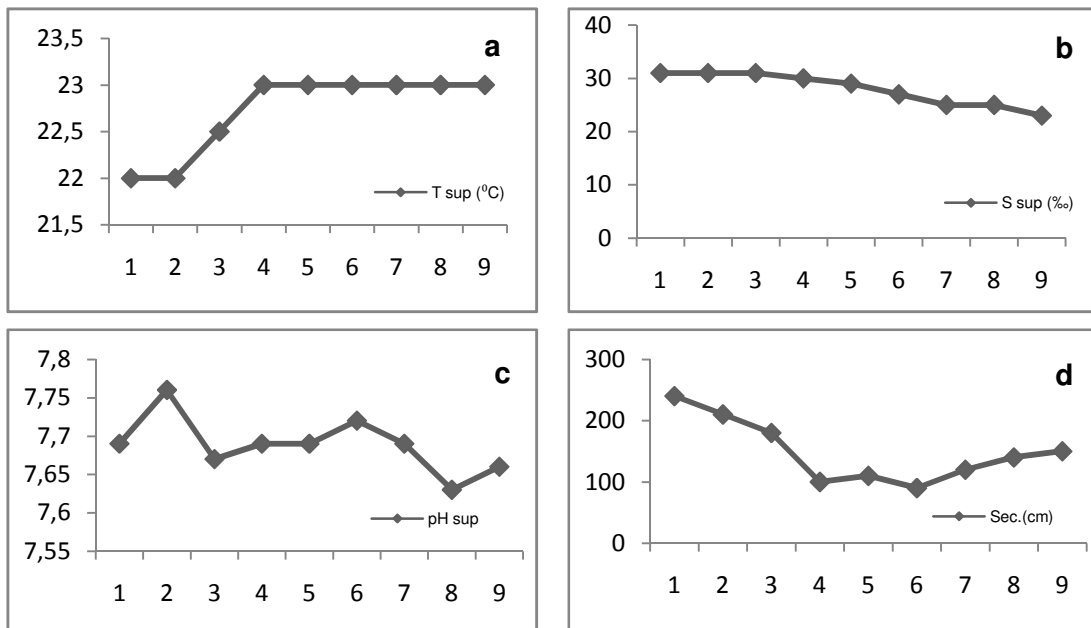 a
23,5
23
22,5
22
21,5
T sup (⁰C)
1 2 3 4 5 6 7 8 9
b
40
30
20
10
0
S sup (‰)
1 2 3 4 5 6 7 8 9
c
7,8
7,75
7,7
7,65
7,6
7,55
pH sup
1 2 3 4 5 6 7 8 9
d
300
200
100
0
Sec.(cm)
1 2 3 4 5 6 7 8 9